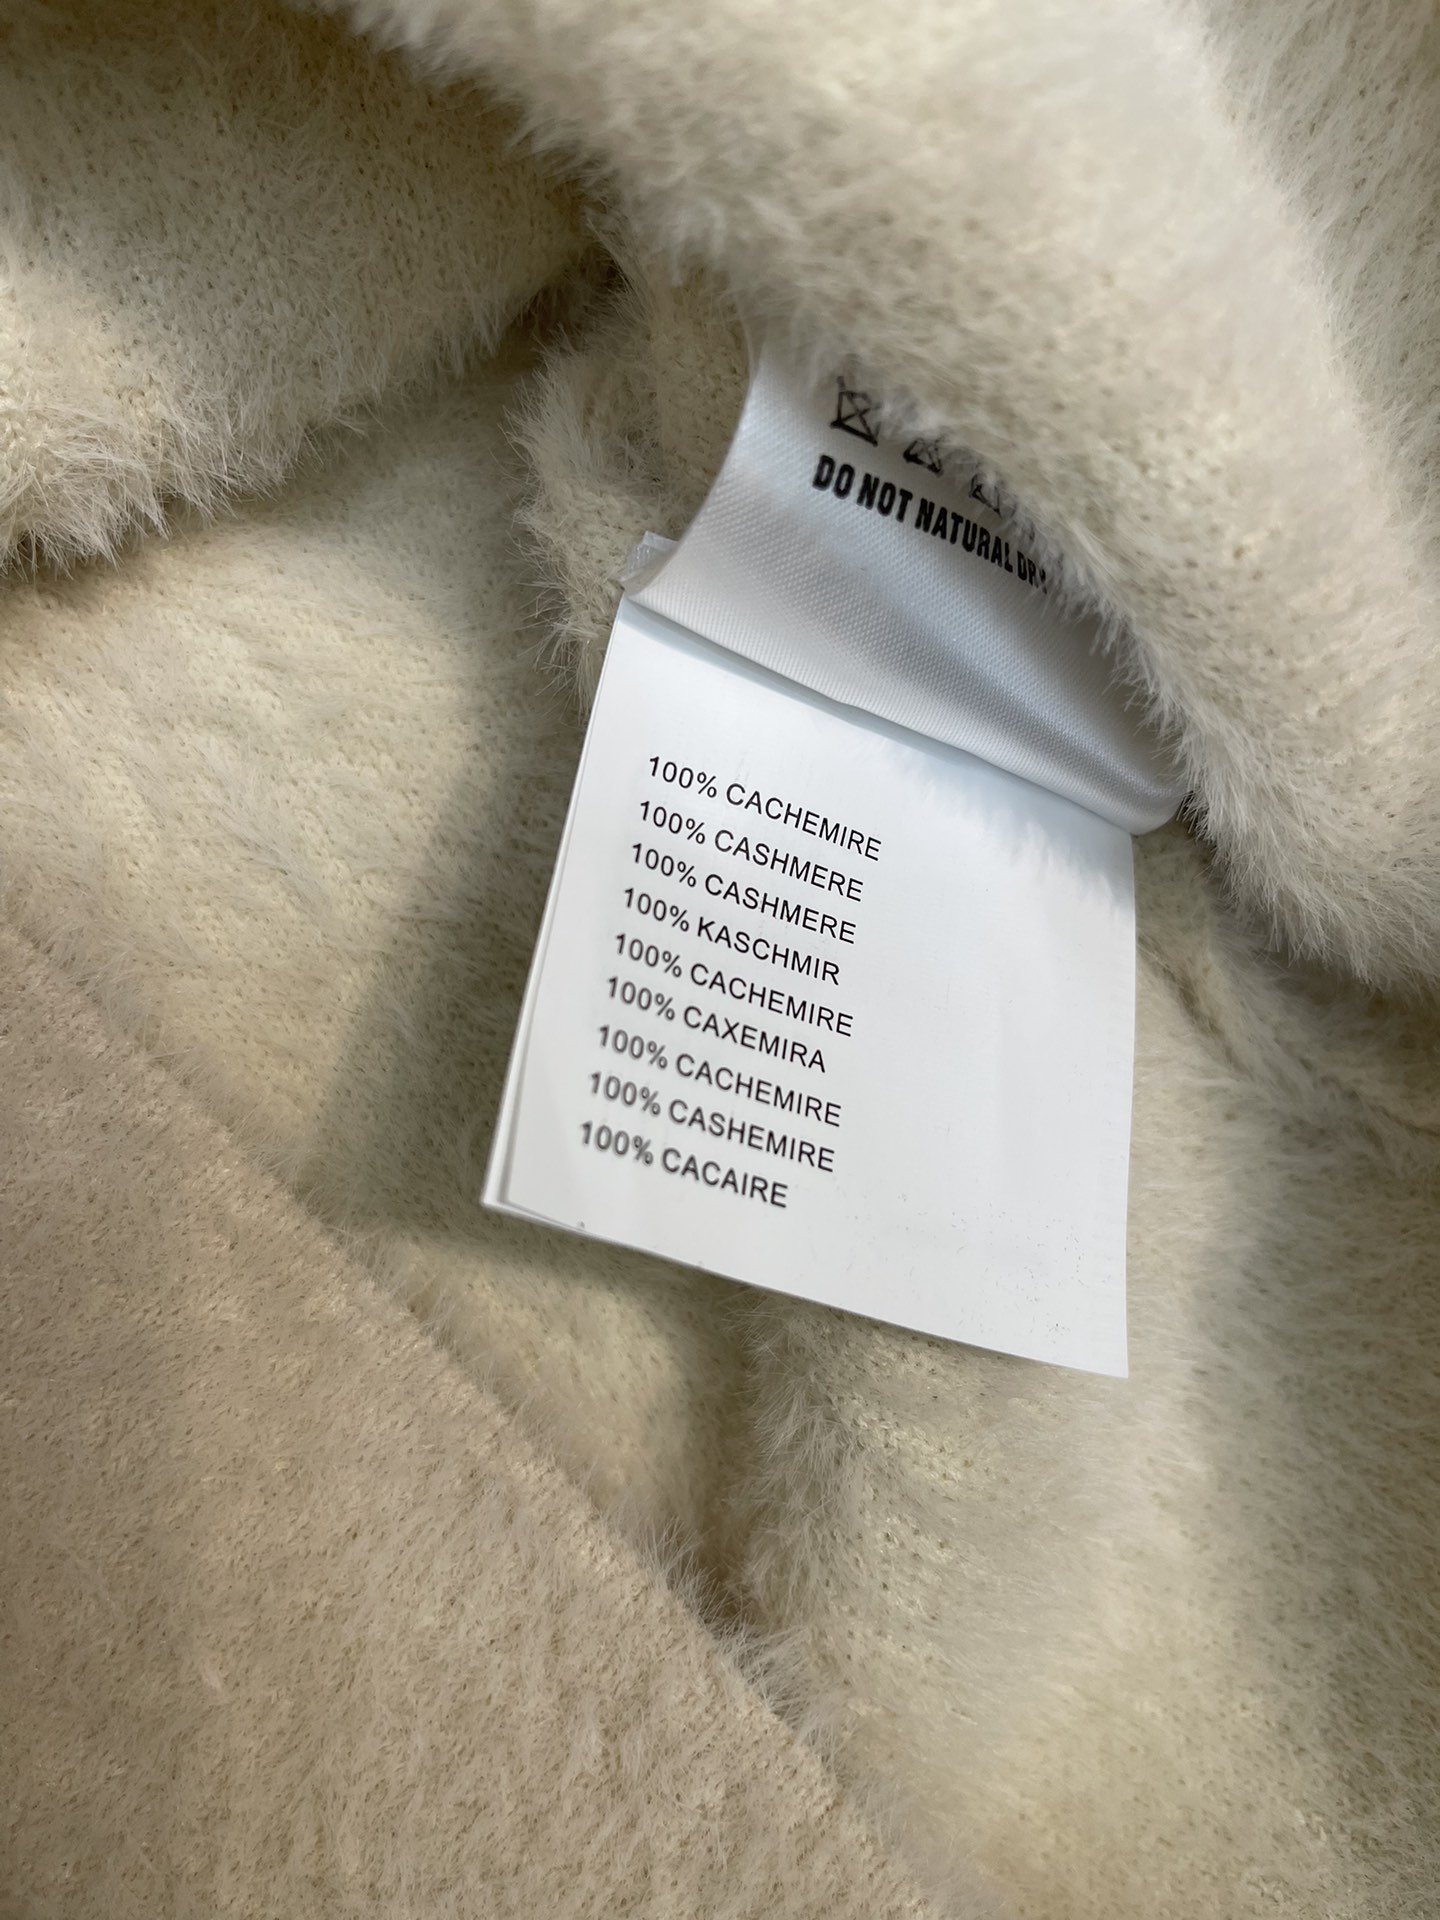 DO NOT NATURAL DRY
100% CACHEMIRE
100% CASHMERE
100% CASHMERE
100% KASCHMIR
100% CACHEMIRE
100% CAXEMIRA
100% CACHEMIRE
100% CASHEMIRE
100% CACAIRE